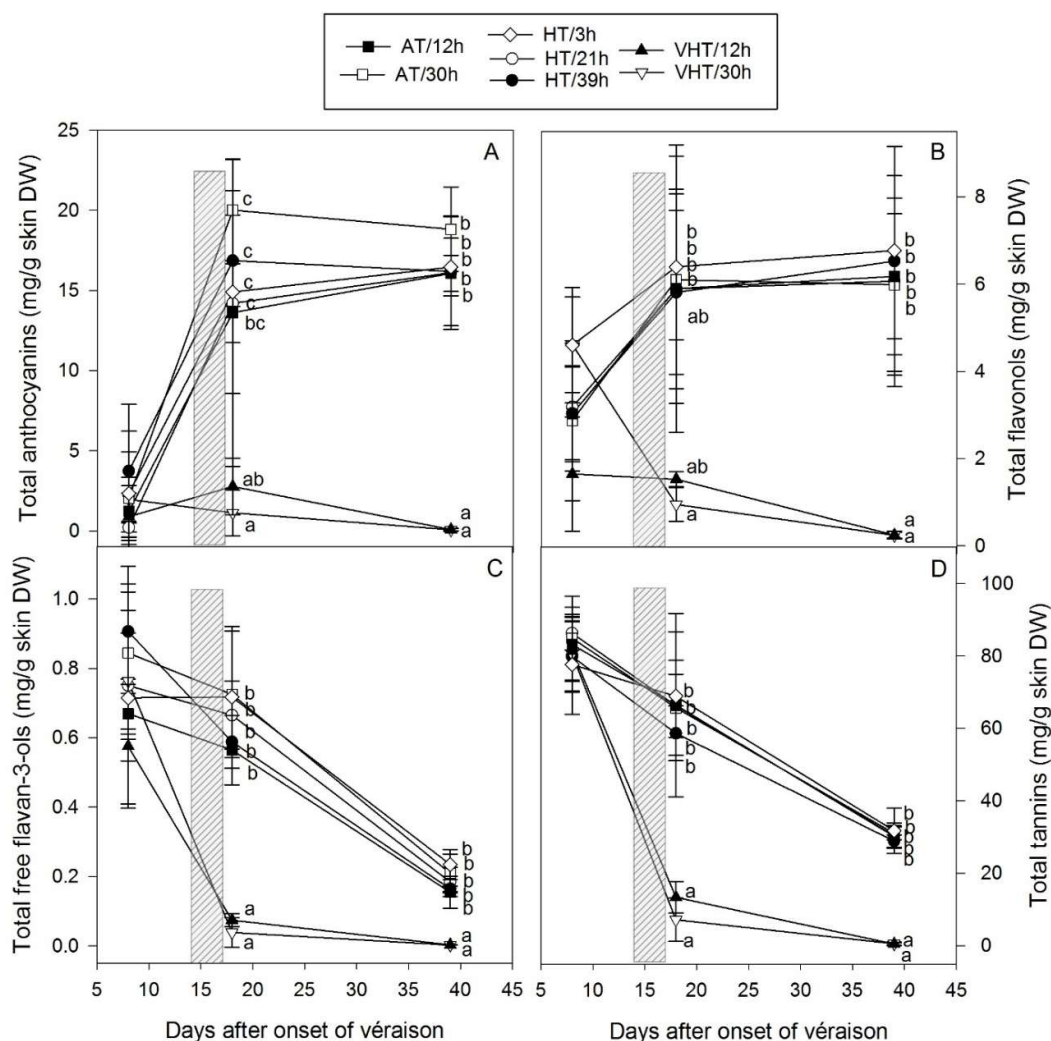 AT/12h
AT/30h
HT/3h
HT/21h
HT/39h
VHT/12h
VHT/30h
A
Total anthocyanins (mg/g skin DW)
25
20
15
10
5
0
c
c
c
c
bc
ab
a
b
b
b
b
b
a
a
B
Total flavonols (mg/g skin DW)
8
6
4
2
0
b
b
b
b
ab
ab
a
b
b
b
b
b
a
a
C
Total free flavan-3-ols (mg/g skin DW)
1.0
0.8
0.6
0.4
0.2
0.0
b
b
b
b
b
a
a
b
b
b
b
b
a
a
5 10 15 20 25 30 35 40 45
Days after onset of véraison
D
Total tannins (mg/g skin DW)
100
80
60
40
20
0
b
b
b
b
b
a
a
b
b
b
b
b
a
a
5 10 15 20 25 30 35 40 45
Days after onset of véraison